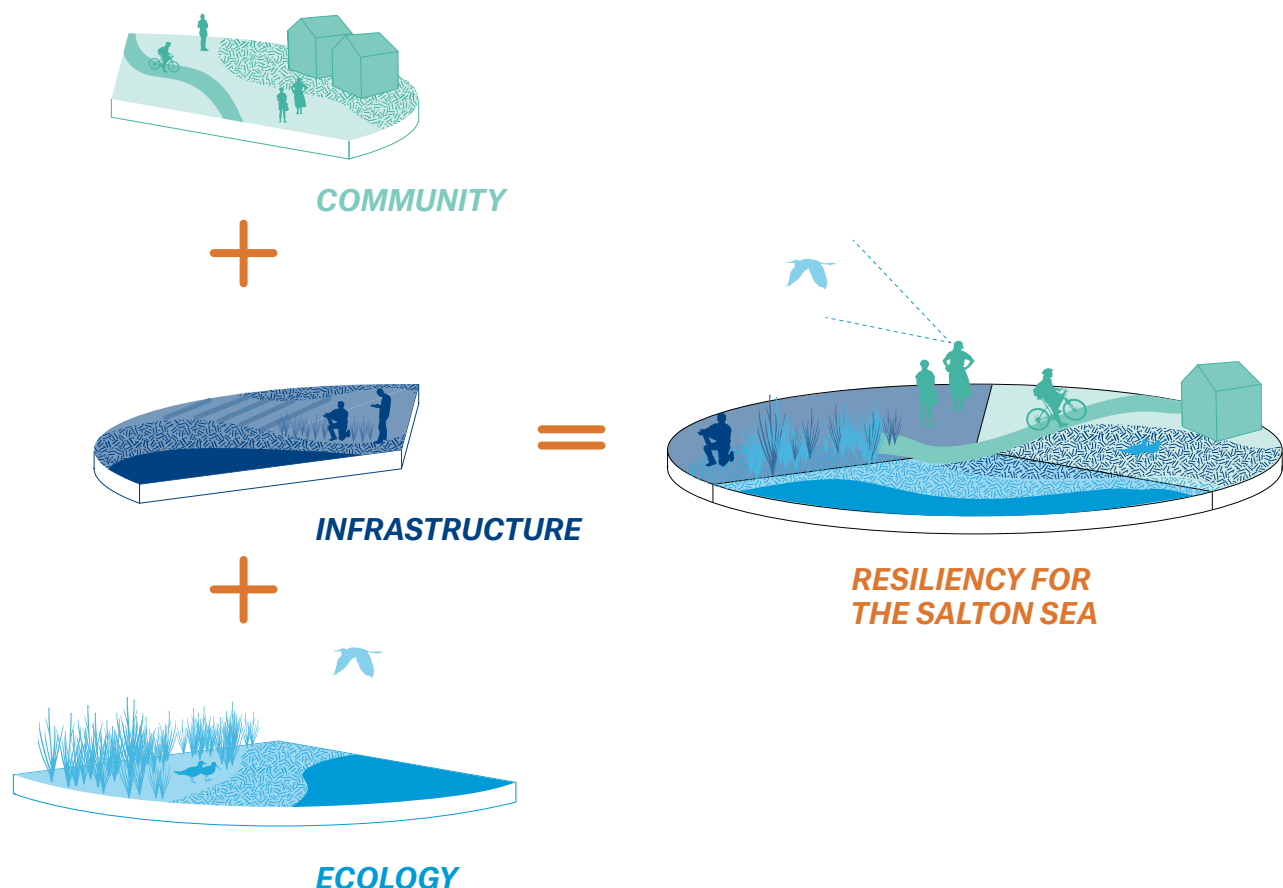 COMMUNITY
+
INFRASTRUCTURE
+
ECOLOGY
=
RESILIENCY FOR
THE SALTON SEA